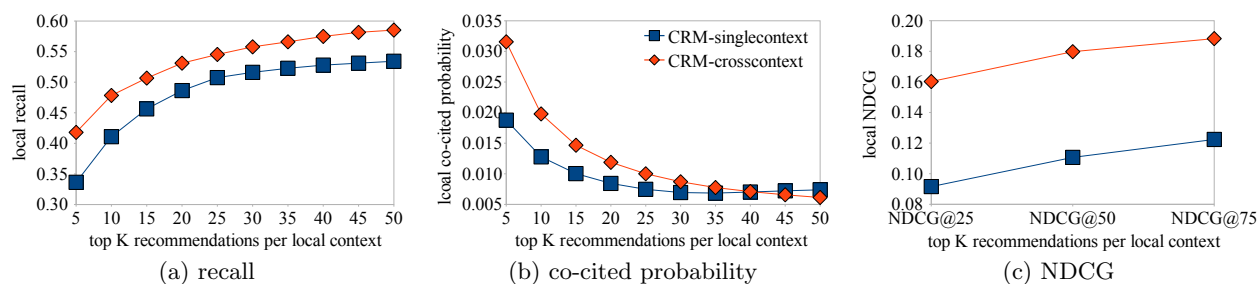 0.60
0.55
0.50
0.45
0.40
0.35
0.30
local recall
5 10 15 20 25 30 35 40 45 50
top K recommendations per local context
(a) recall
0.035
0.030
0.025
0.020
0.015
0.010
0.005
lcoal co-cited probability
CRM-singlecontext
CRM-crosscontext
5 10 15 20 25 30 35 40 45 50
top K recommendations per local context
(b) co-cited probability
0.20
0.18
0.16
0.14
0.12
0.10
0.08
local NDCG
NDCG@25 NDCG@50 NDCG@75
top K recommendations per local context
(c) NDCG